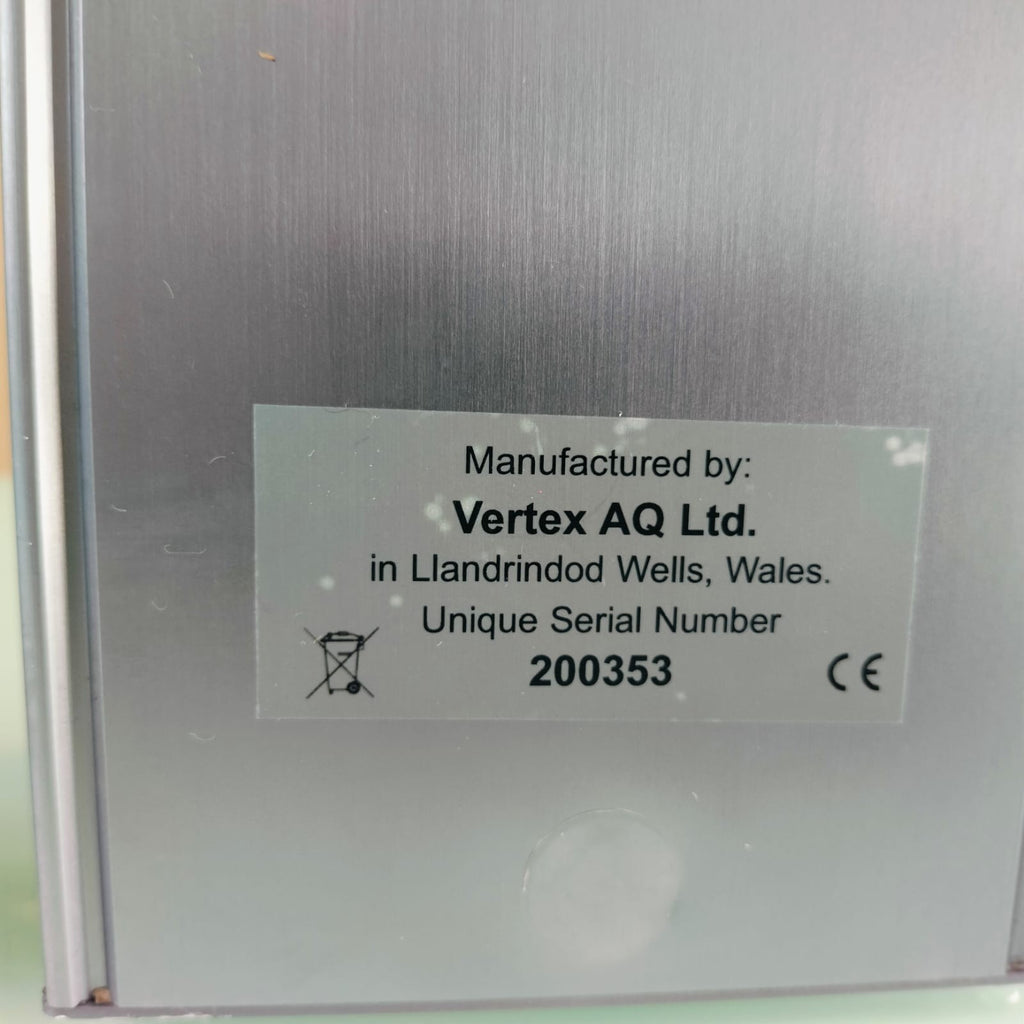 Manufactured by:
Vertex AQ Ltd.
in Llandrindod Wells, Wales.
Unique Serial Number
200353
CE